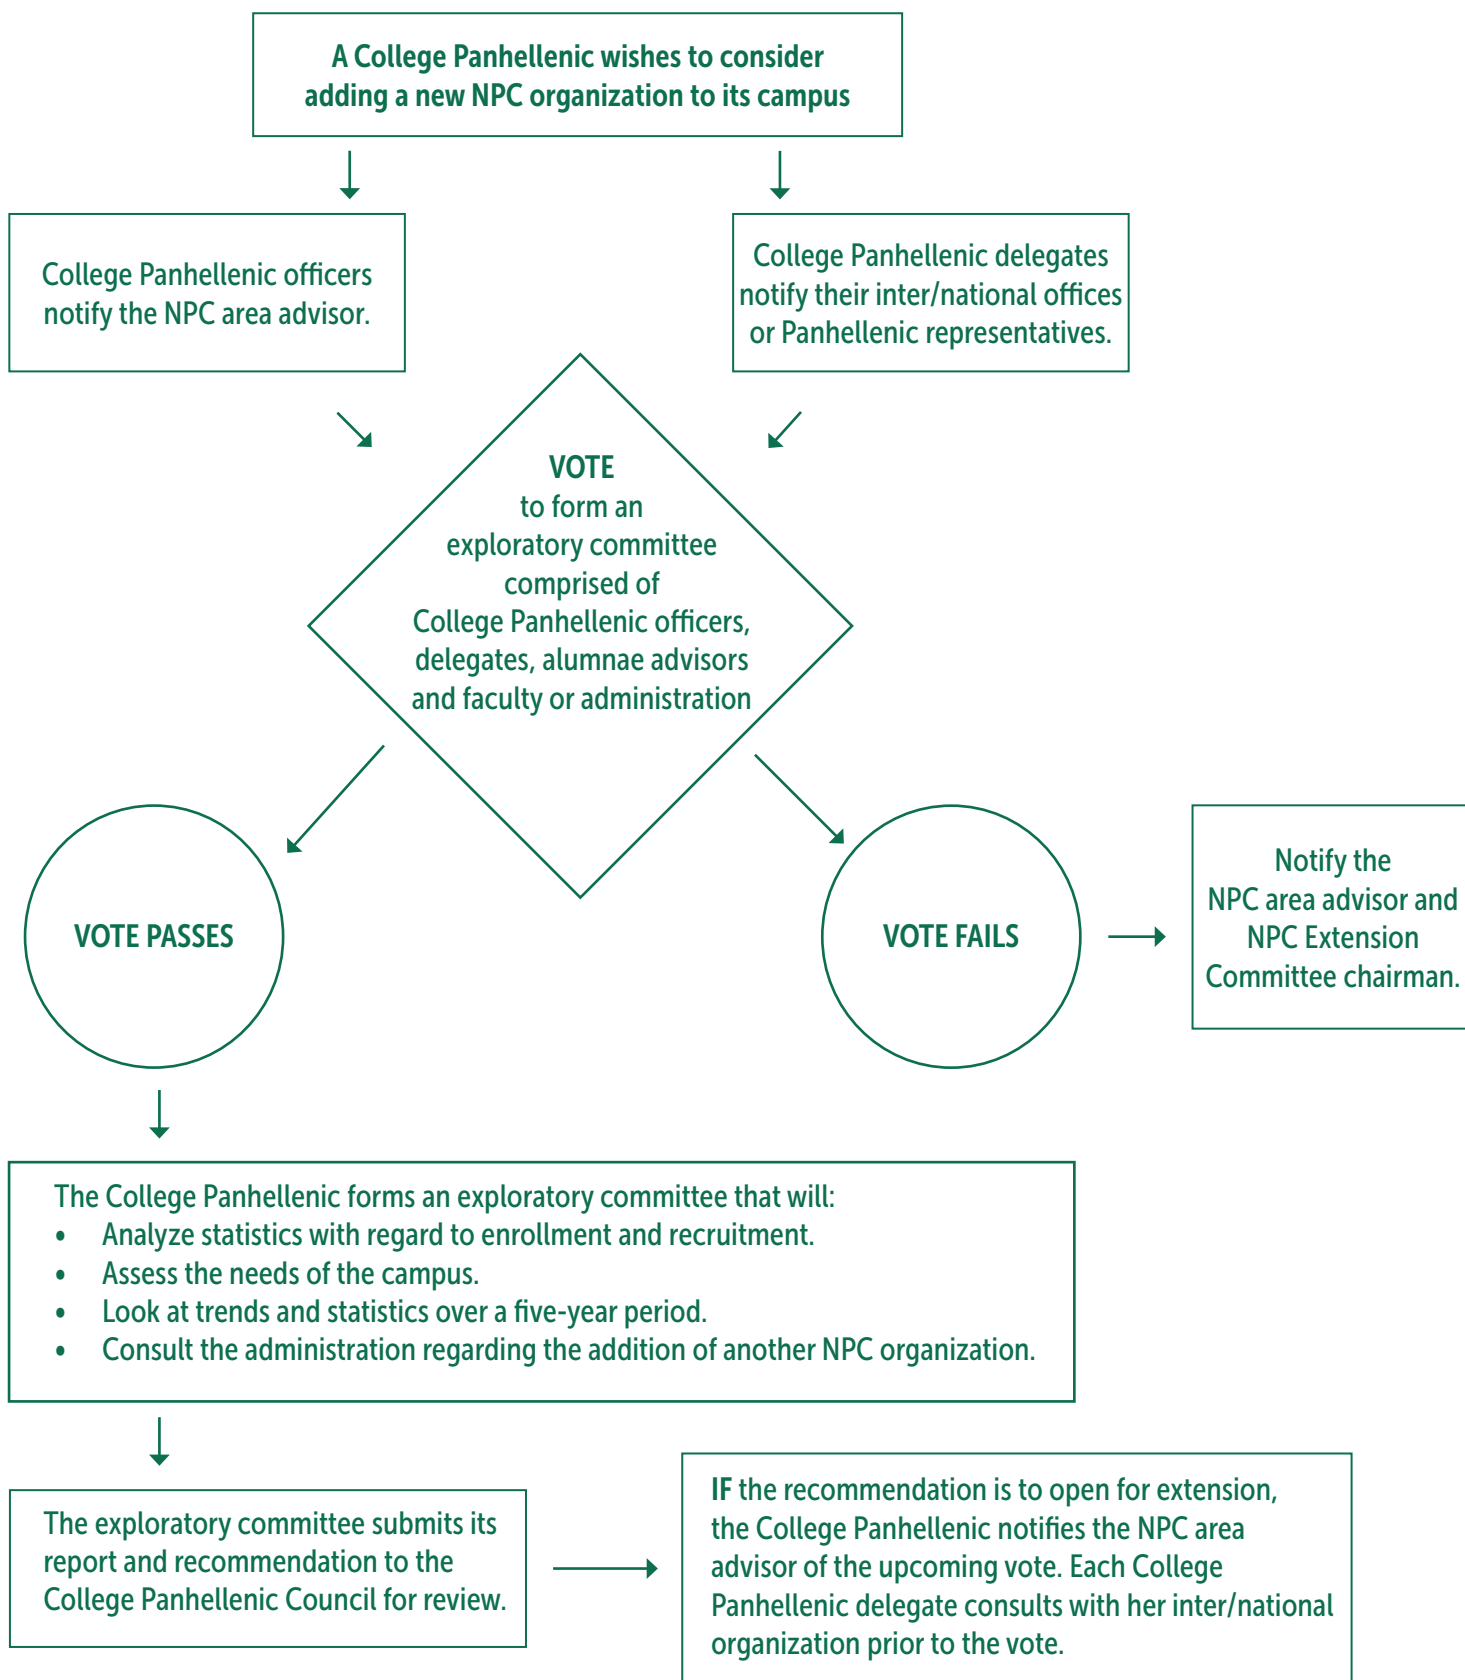 A College Panhellenic wishes to consider
adding a new NPC organization to its campus
College Panhellenic officers
notify the NPC area advisor.
College Panhellenic delegates
notify their inter/national offices
or Panhellenic representatives.
VOTE
to form an
exploratory committee
comprised of
College Panhellenic officers,
delegates, alumnae advisors
and faculty or administration
VOTE PASSES
VOTE FAILS
Notify the
NPC area advisor and
NPC Extension
Committee chairman.
The College Panhellenic forms an exploratory committee that will:
• Analyze statistics with regard to enrollment and recruitment.
• Assess the needs of the campus.
• Look at trends and statistics over a five-year period.
• Consult the administration regarding the addition of another NPC organization.
The exploratory committee submits its
report and recommendation to the
College Panhellenic Council for review.
IF the recommendation is to open for extension,
the College Panhellenic notifies the NPC area
advisor of the upcoming vote. Each College
Panhellenic delegate consults with her inter/national
organization prior to the vote.